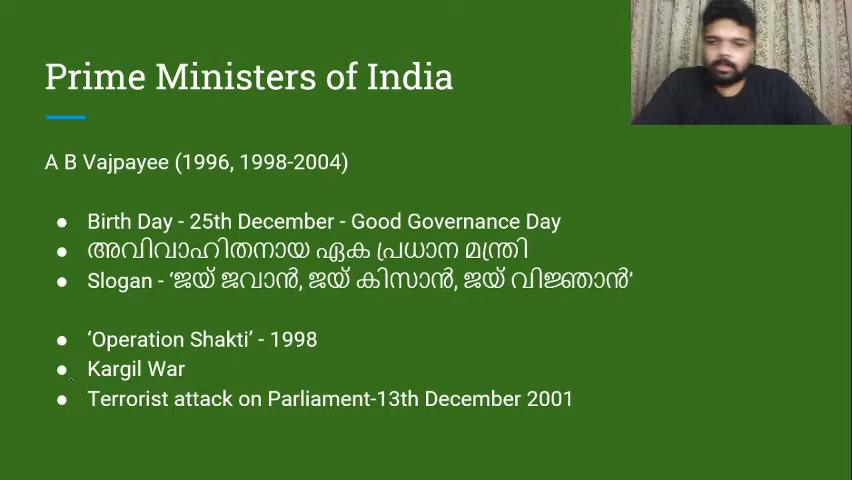 Prime Ministers of India
A B Vajpayee (1996, 1998-2004)
● Birth Day - 25th December - Good Governance Day
● അവിവാഹിതനായ ഏക പ്രധാന മന്ത്രി
● Slogan - ‘ജയ് ജവാൻ, ജയ് കിസാൻ, ജയ് വിജ്ഞാൻ’
● ‘Operation Shakti’ - 1998
● Kargil War
● Terrorist attack on Parliament-13th December 2001